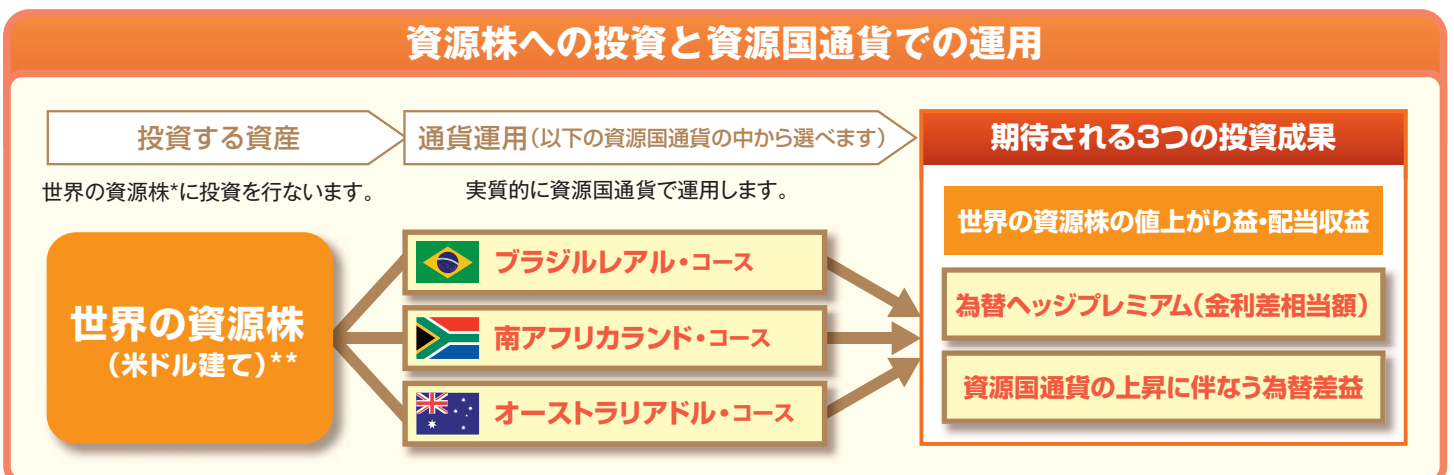 資源株への投資と資源国通貨での運用
投資する資産
世界の資源株*に投資を行ないます。
世界の資源株
(米ドル建て)**
通貨運用(以下の資源国通貨の中から選べます)
実質的に資源国通貨で運用します。
ブラジルレアル・コース
南アフリカランド・コース
オーストラリアドル・コース
期待される3つの投資成果
世界の資源株の値上がり益・配当収益
為替ヘッジプレミアム(金利差相当額)
資源国通貨の上昇に伴なう為替差益